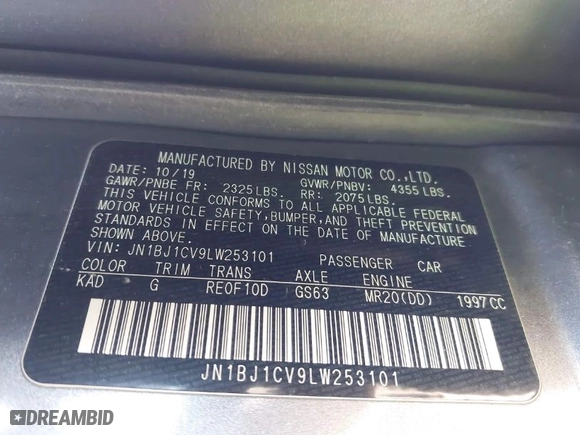 MANUFACTURED BY NISSAN MOTOR CO.,LTD.
DATE: 10/19 GVWR/PNBV: 4355LBS.
GAWR/PNBE FR: 2325LBS. RR: 2075LBS.
THIS VEHICLE CONFORMS TO ALL APPLICABLE FEDERAL
MOTOR VEHICLE SAFETY,BUMPER,AND THEFT PREVENTION
STANDARDS IN EFFECT ON THE DATE OF MANUFACTURE
SHOWN ABOVE.
VIN: JN1BJ1CV9LW253101 PASSENGER CAR
COLOR TRIM TRANS AXLE ENGINE
KAD G RE0F10D GS63 MR20(DD) 1997CC
JN1BJ1CV9LW253101
DREAMBID